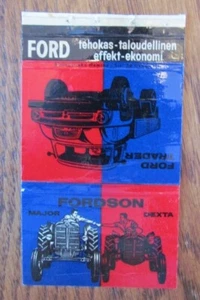 FORD tehokas-taloudellinen
effekt-ekonomi
FORD
TRADER
FORDSON
MAJOR DEXTA